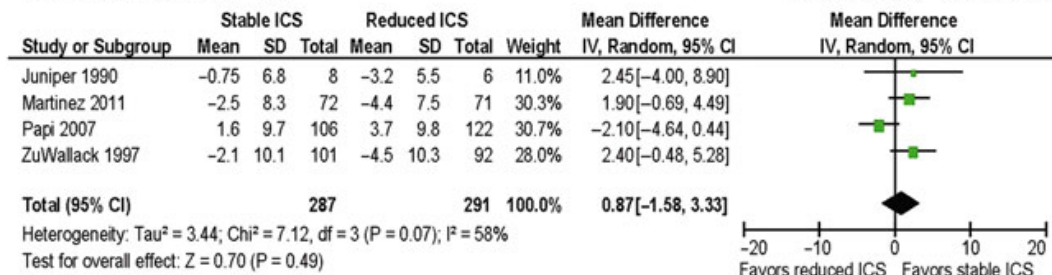 Stable ICS Reduced ICS Mean Difference Mean Difference
Study or Subgroup Mean SD Total Mean SD Total Weight IV, Random, 95% CI IV, Random, 95% CI
Juniper 1990 −0.75 6.8 8 −3.2 5.5 6 11.0% 2.45[−4.00, 8.90]
Martinez 2011 −2.5 8.3 72 −4.4 7.5 71 30.3% 1.90[−0.69, 4.49]
Papi 2007 1.6 9.7 106 3.7 9.8 122 30.7% −2.10[−4.64, 0.44]
ZuWallack 1997 −2.1 10.1 101 −4.5 10.3 92 28.0% 2.40[−0.48, 5.28]
Total (95% CI) 287 291 100.0% 0.87[−1.58, 3.33]
Heterogeneity: Tau² = 3.44; Chi² = 7.12, df = 3 (P = 0.07); I² = 58%
Test for overall effect: Z = 0.70 (P = 0.49)
−20 −10 0 10 20
Favors reduced ICS Favors stable ICS